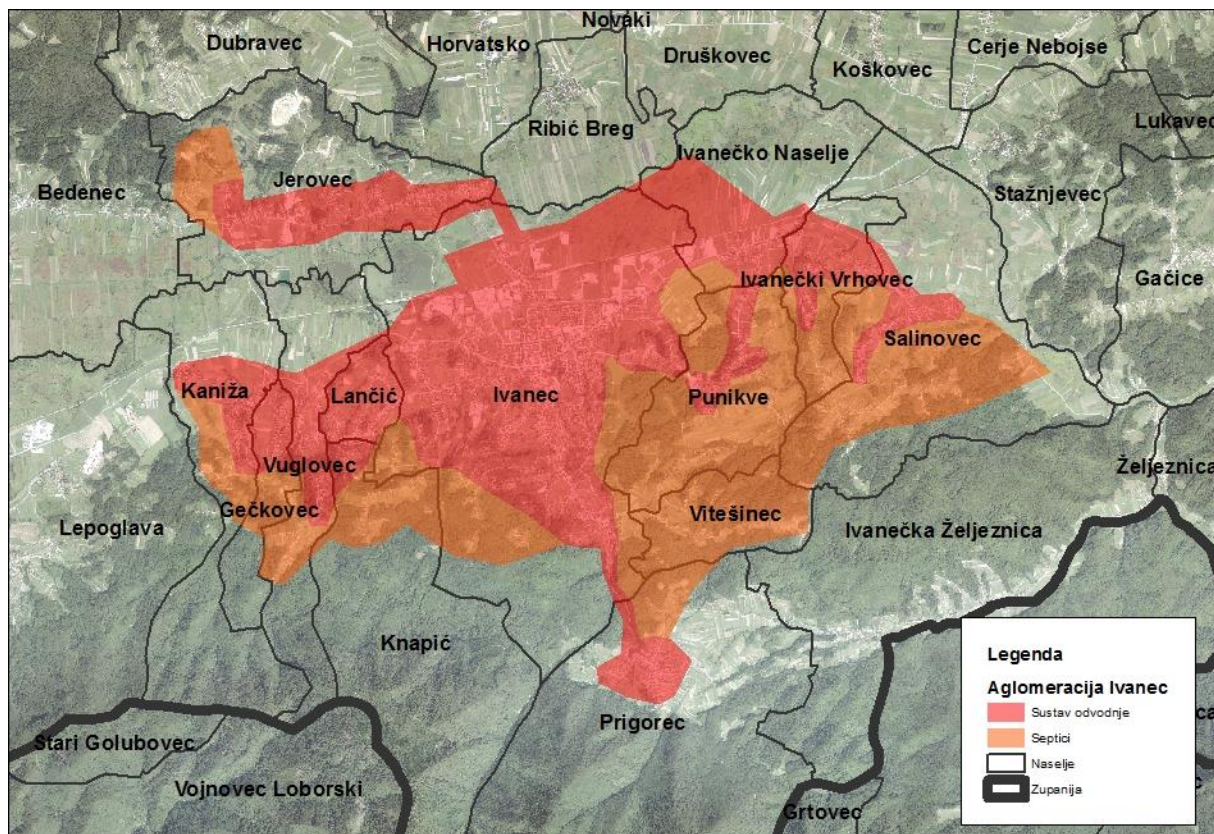 Novaki
Dubravec
Horvatsko
Druškovec
Cerje Nebojse
Koškovec
Lukavec
Ribić Breg
Ivanečko Naselje
Bedenec
Jerovec
Stažnjevec
Ivanečki Vrhovec
Gačice
Salinovec
Kaniža
Lančić
Ivanec
Punikve
Vuglovec
Željeznica
Gečkovec
Vitešinec
Lepoglava
Ivanečka Željeznica
Knapić
Prigorec
Stari Golubovec
Vojnovec Loborski
Grtovec
Legenda
Aglomeracija Ivanec
Sustav odvodnje
Septici
Naselje
Županija